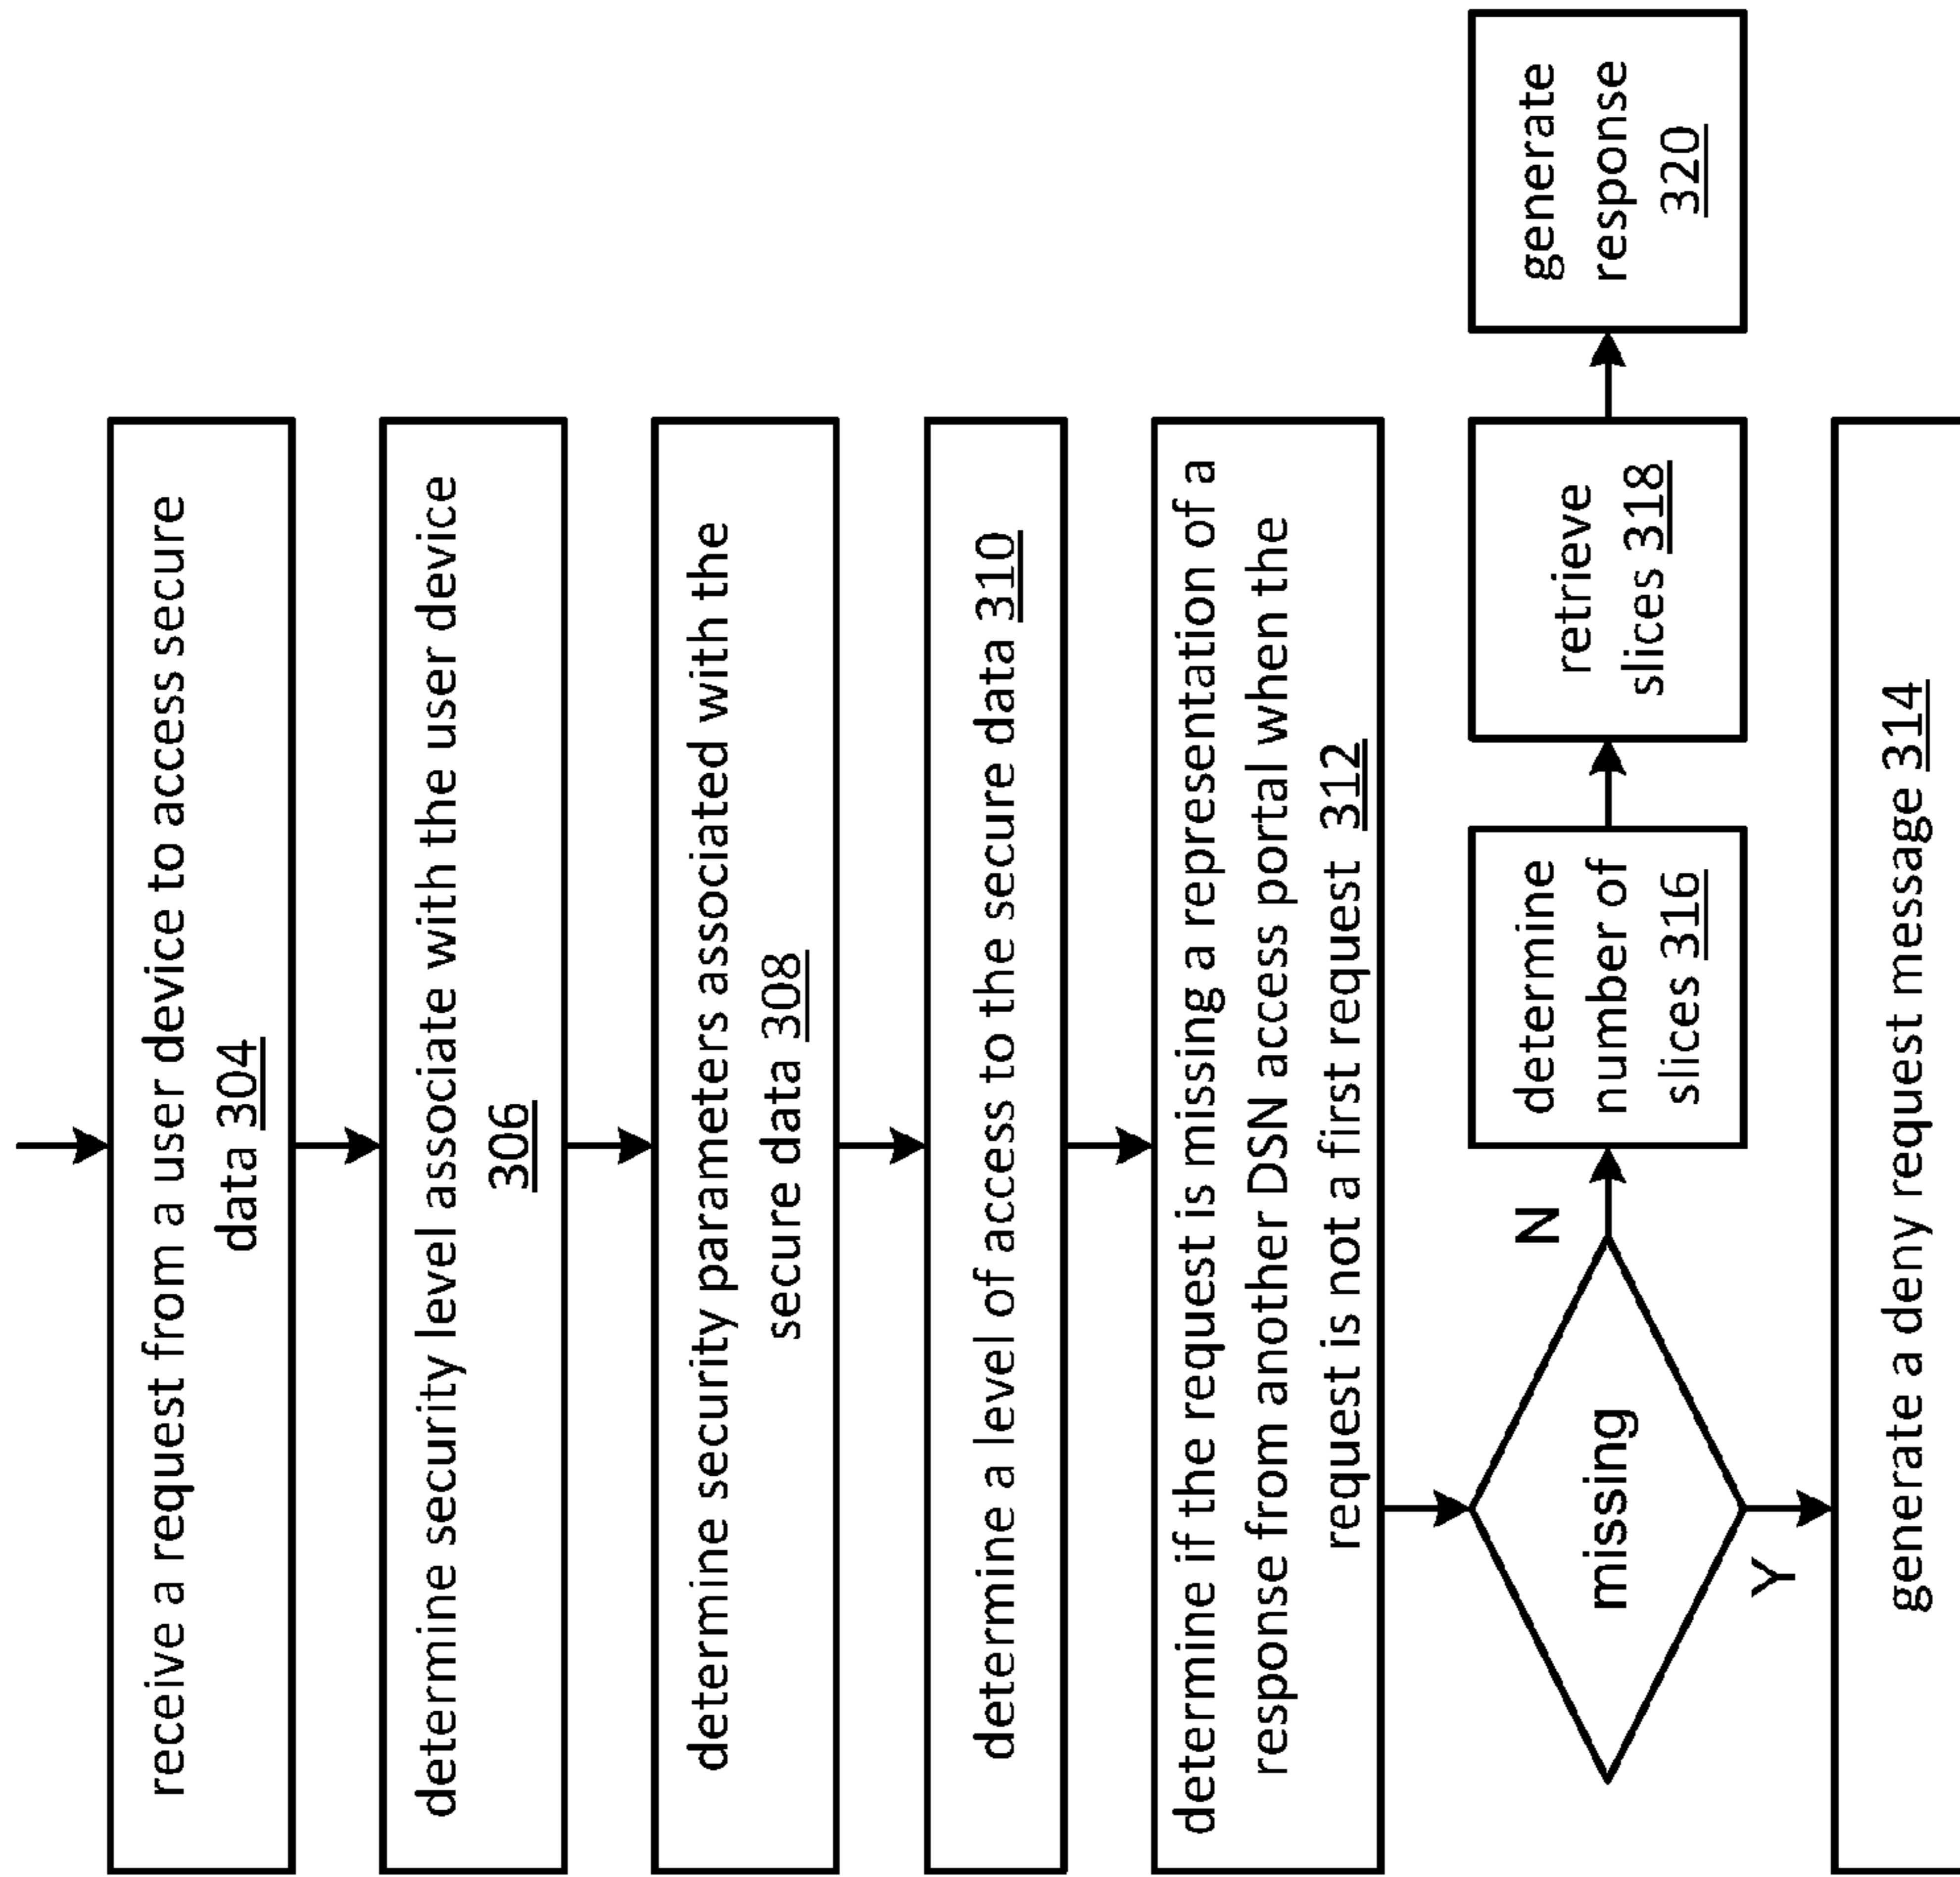 receive a request from a user device to access secure
data 304
determine security level associate with the user device
306
determine security parameters associated with the
secure data 308
determine a level of access to the secure data 310
determine if the request is missing a representation of a
response from another DSN access portal when the
request is not a first request 312
missing
N
Y
determine
number of
slices 316
retrieve
slices 318
generate
response
320
generate a deny request message 314